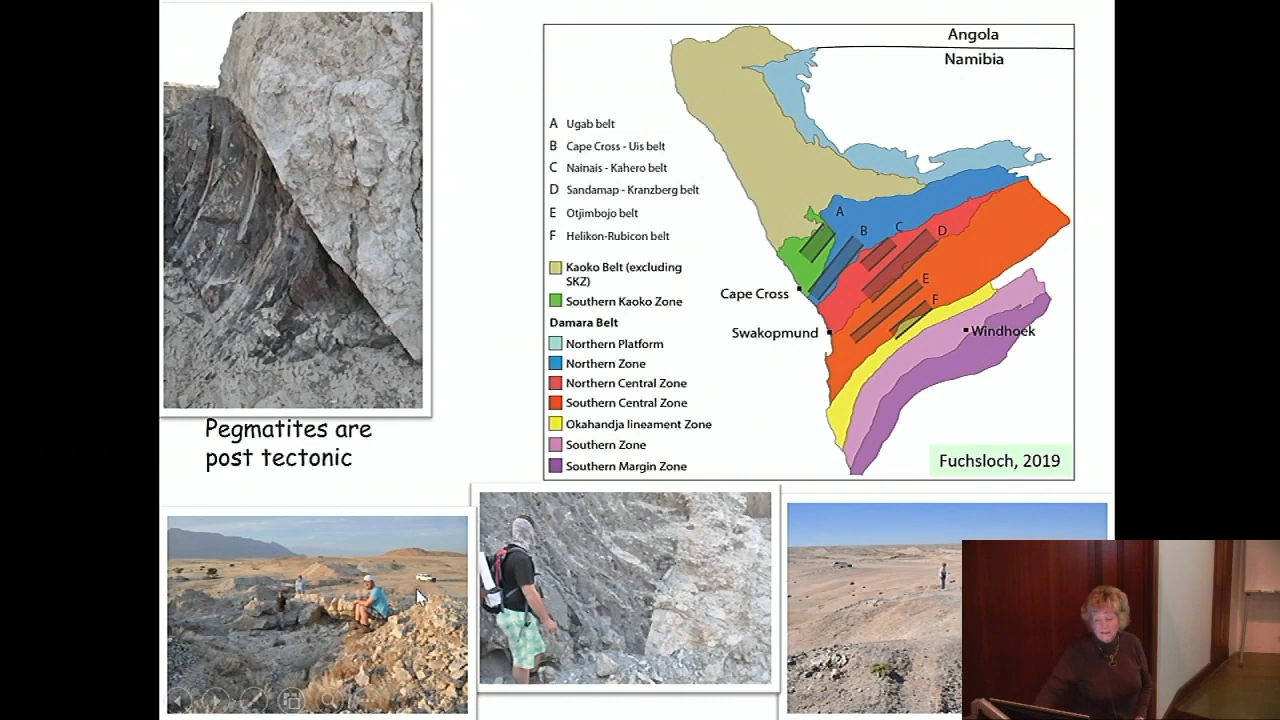 Pegmatites are
post tectonic
Angola
Namibia
A Ugab belt
B Cape Cross - Uis belt
C Nainais - Kahero belt
D Sandamap - Kranzberg belt
E Otjimbojo belt
F Helikon-Rubicon belt
Kaoko Belt (excluding
SKZ)
Southern Kaoko Zone
Damara Belt
Northern Platform
Northern Zone
Northern Central Zone
Southern Central Zone
Okahandja lineament Zone
Southern Zone
Southern Margin Zone
A
B
C
D
E
F
Cape Cross
Swakopmund
Windhoek
Fuchsloch, 2019